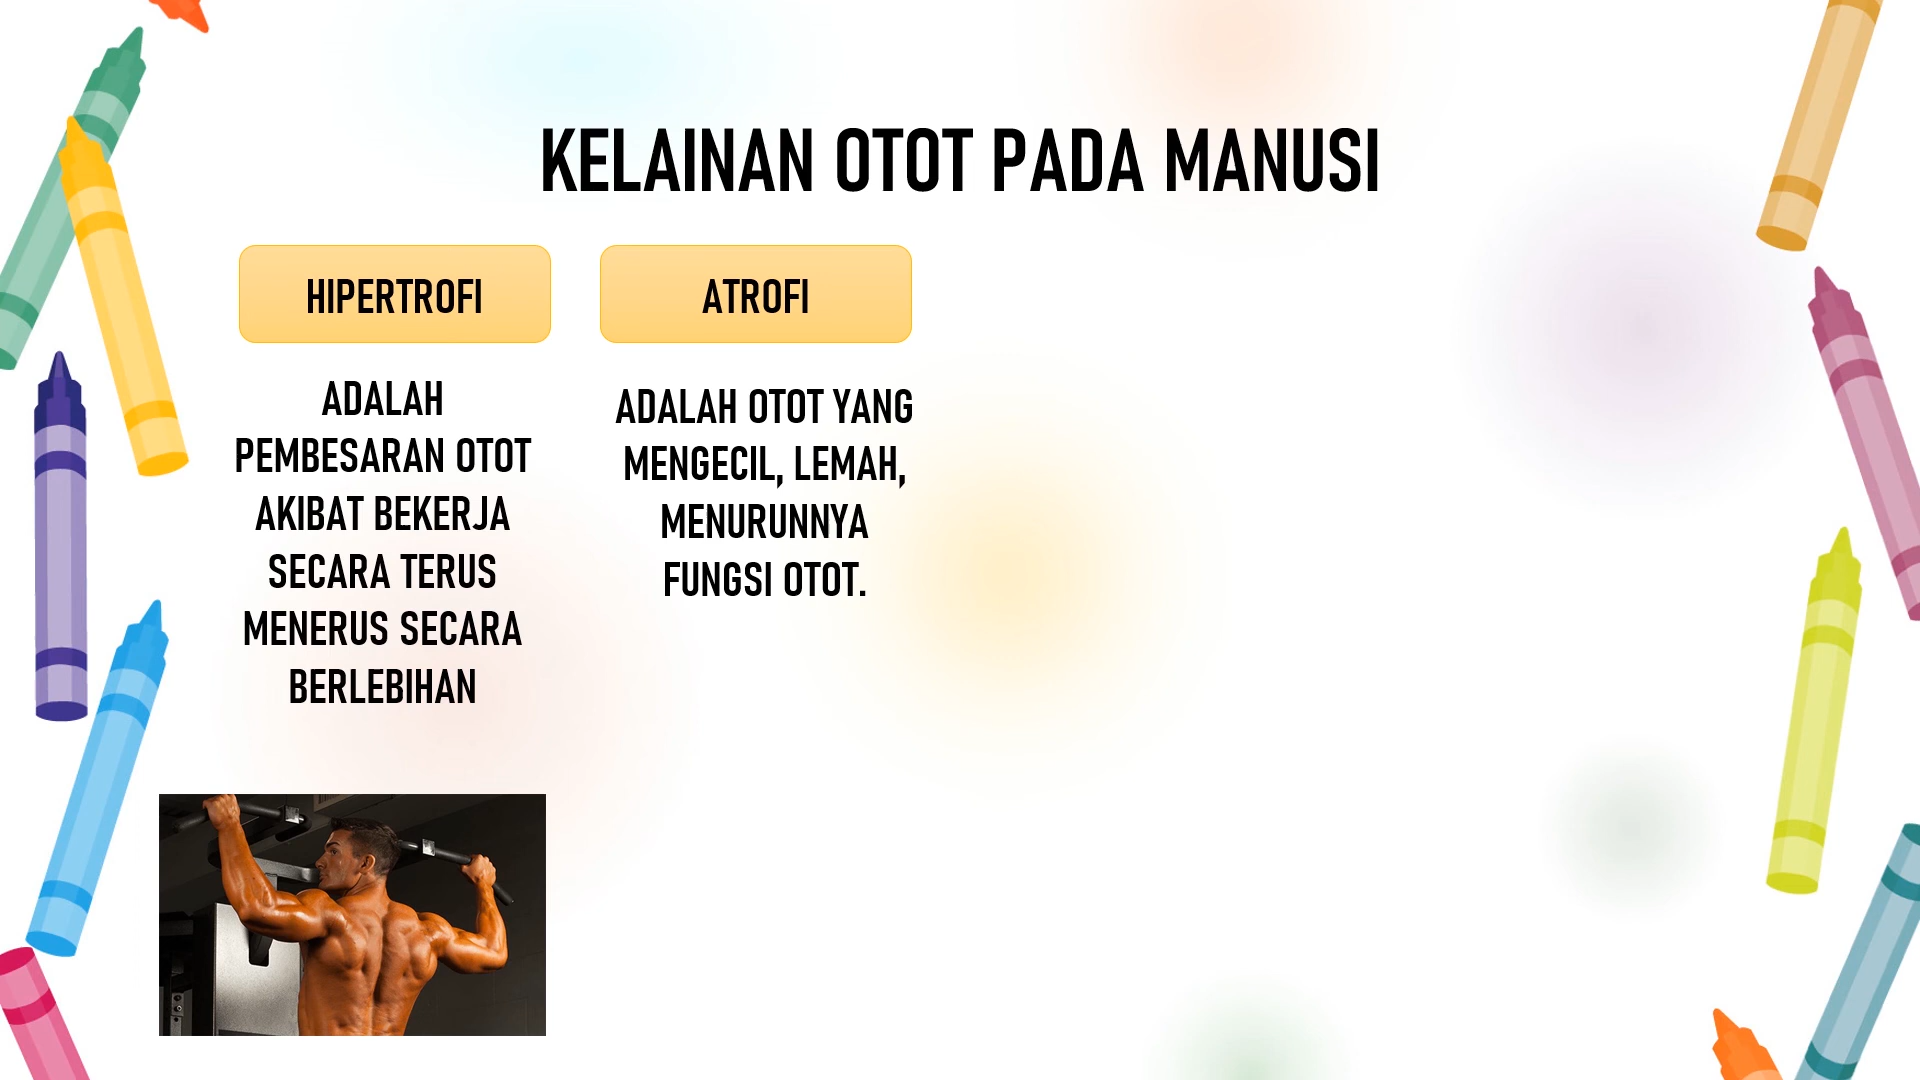 KELAINAN OTOT PADA MANUSI
HIPERTROFI
ADALAH
PEMBESARAN OTOT
AKIBAT BEKERJA
SECARA TERUS
MENERUS SECARA
BERLEBIHAN
ATROFI
ADALAH OTOT YANG
MENGECIL, LEMAH,
MENURUNNYA
FUNGSI OTOT.